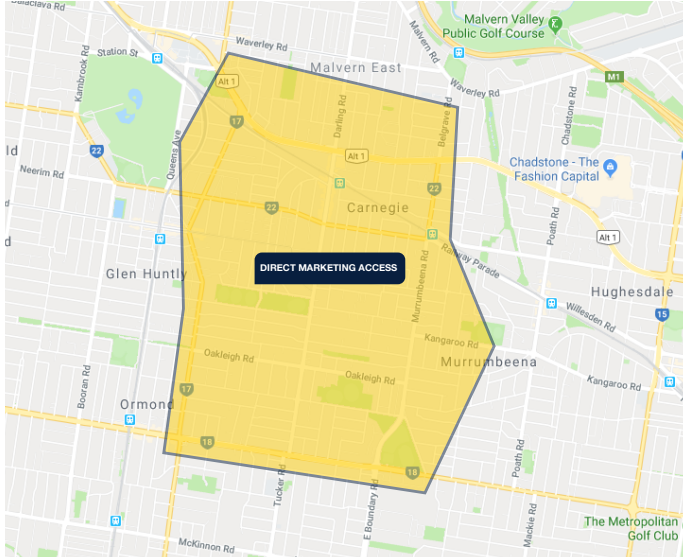 Balaclava Rd
Malvern Valley
Public Golf Course
Waverley Rd
Malvern Rd
Station St
Kambrook Rd
Malvern East
M1
Alt 1
Waverley Rd
Chadstone Rd
Darling Rd
Belgrave Rd
17
Queens Ave
22
Alt 1
Chadstone - The
Fashion Capital
ld
Neerim Rd
22
22
Carnegie
Poath Rd
d
Alt 1
Railway Parade
DIRECT MARKETING ACCESS
Glen Huntly
Murrumbeena Rd
Hughesdale
Willesden Rd
15
Kangaroo Rd
Oakleigh Rd
Murrumbeena
Oakleigh Rd
Kangaroo Rd
Booran Rd
17
Ormond
18
18
Tucker Rd
Poath Rd
E Boundary Rd
Mackie Rd
The Metropolitan
Golf Club
McKinnon Rd